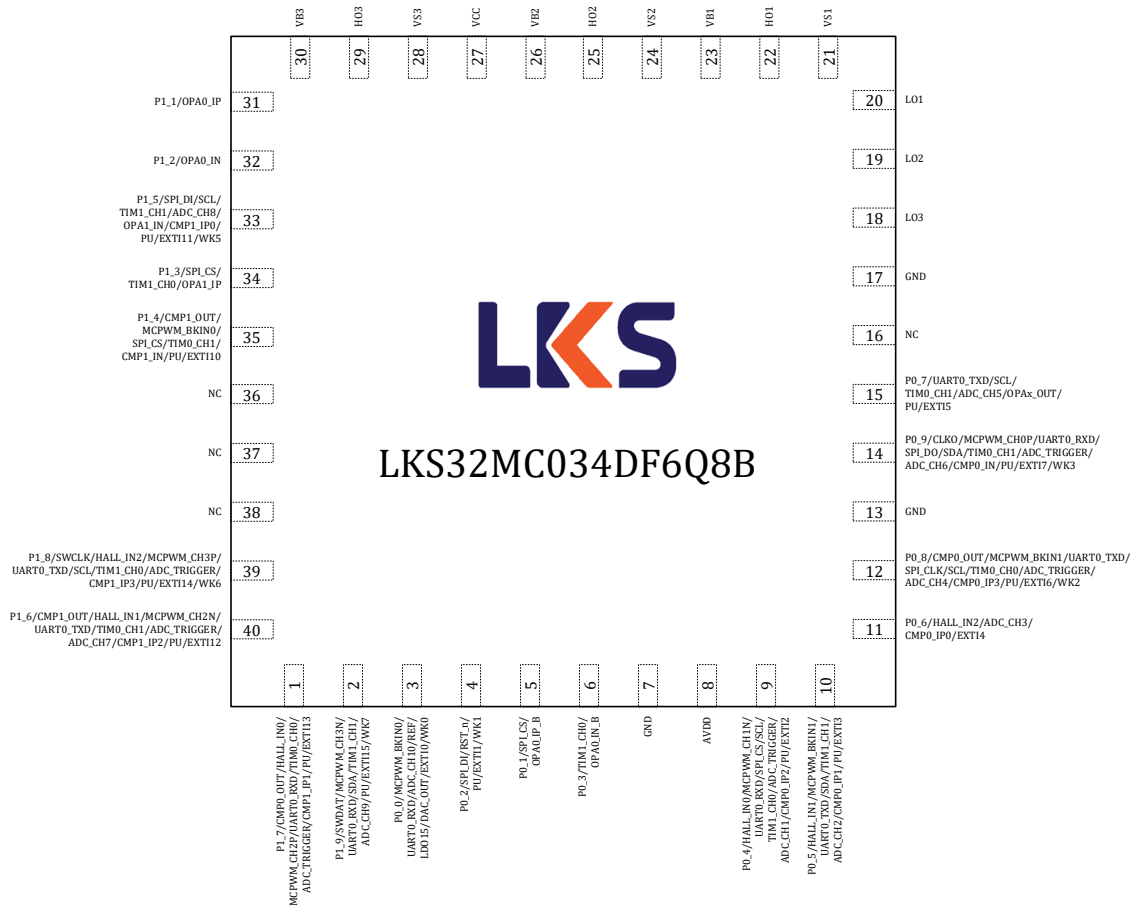 VB3
HO3
VS3
VCC
VB2
HO2
VS2
VB1
HO1
VS1
30
29
28
27
26
25
24
23
22
21
P1_1/OPA0_IP
31
P1_2/OPA0_IN
32
P1_5/SPI_DI/SCL/
TIM1_CH1/ADC_CH8/
OPA1_IN/CMP1_IP0/
PU/EXTI11/WK5
33
P1_3/SPI_CS/
TIM1_CH0/OPA1_IP
34
P1_4/CMP1_OUT/
MCPWM_BKIN0/
SPI_CS/TIM0_CH1/
CMP1_IN/PU/EXTI10
35
NC
36
NC
37
NC
38
P1_8/SWCLK/HALL_IN2/MCPWM_CH3P/
UART0_TXD/SCL/TIM1_CH0/ADC_TRIGGER/
CMP1_IP3/PU/EXTI14/WK6
39
P1_6/CMP1_OUT/HALL_IN1/MCPWM_CH2N/
UART0_TXD/TIM0_CH1/ADC_TRIGGER/
ADC_CH7/CMP1_IP2/PU/EXTI12
40
LKS
LKS32MC034DF6Q8B
20
LO1
19
LO2
18
LO3
17
GND
16
NC
15
P0_7/UART0_TXD/SCL/
TIM0_CH1/ADC_CH5/OPAx_OUT/
PU/EXTI5
14
P0_9/CLKO/MCPWM_CH0P/UART0_RXD/
SPI_DO/SDA/TIM0_CH1/ADC_TRIGGER/
ADC_CH6/CMP0_IN/PU/EXTI7/WK3
13
GND
12
P0_8/CMP0_OUT/MCPWM_BKIN1/UART0_TXD/
SPI_CLK/SCL/TIM0_CH0/ADC_TRIGGER/
ADC_CH4/CMP0_IP3/PU/EXTI6/WK2
11
P0_6/HALL_IN2/ADC_CH3/
CMP0_IP0/EXTI4
1
2
3
4
5
6
7
8
9
10
P1_7/CMP0_OUT/HALL_IN0/
MCPWM_CH2P/UART0_RXD/TIM0_CH0/
ADC_TRIGGER/CMP1_IP1/PU/EXTI13
P1_9/SWDAT/MCPWM_CH3N/
UART0_RXD/SDA/TIM1_CH1/
ADC_CH9/PU/EXTI15/WK7
P0_0/MCPWM_BKIN0/
UART0_RXD/ADC_CH10/REF/
LDO15/DAC_OUT/EXTI0/WK0
P0_2/SPI_DI/RST_n/
PU/EXTI1/WK1
P0_1/SPI_CS/
OPA0_IP_B
P0_3/TIM1_CH0/
OPA0_IN_B
GND
AVDD
P0_4/HALL_IN0/MCPWM_CH1N/
UART0_RXD/SPI_CS/SCL/
TIM1_CH0/ADC_TRIGGER/
ADC_CH1/CMP0_IP2/PU/EXTI2
P0_5/HALL_IN1/MCPWM_BKIN1/
UART0_TXD/SDA/TIM1_CH1/
ADC_CH2/CMP0_IP1/PU/EXTI3